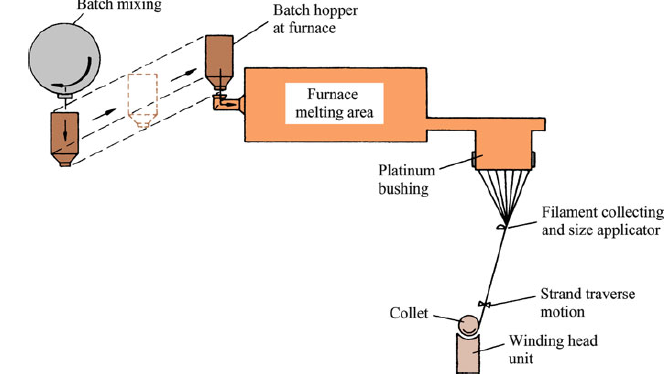 Batch mixing
Batch hopper
at furnace
Furnace
melting area
Platinum
bushing
Filament collecting
and size applicator
Strand traverse
motion
Collet
Winding head
unit